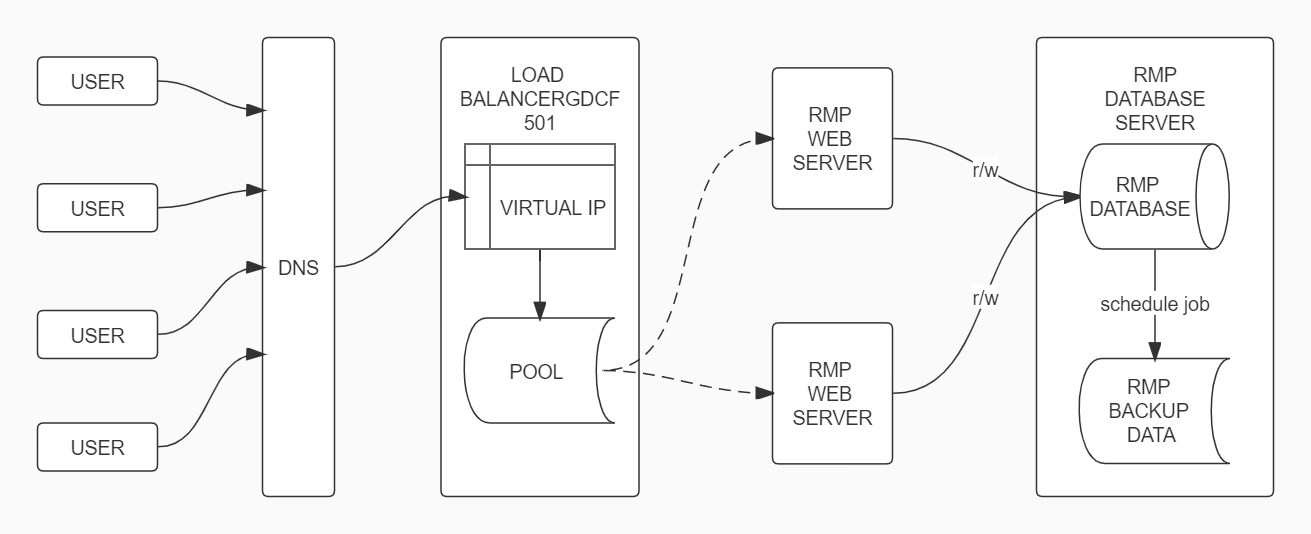 USER
USER
USER
USER
DNS
LOAD
BALANCERGDCF
501
VIRTUAL IP
POOL
RMP
WEB
SERVER
RMP
WEB
SERVER
r/w
r/w
RMP
DATABASE
SERVER
RMP
DATABASE
schedule job
RMP
BACKUP
DATA